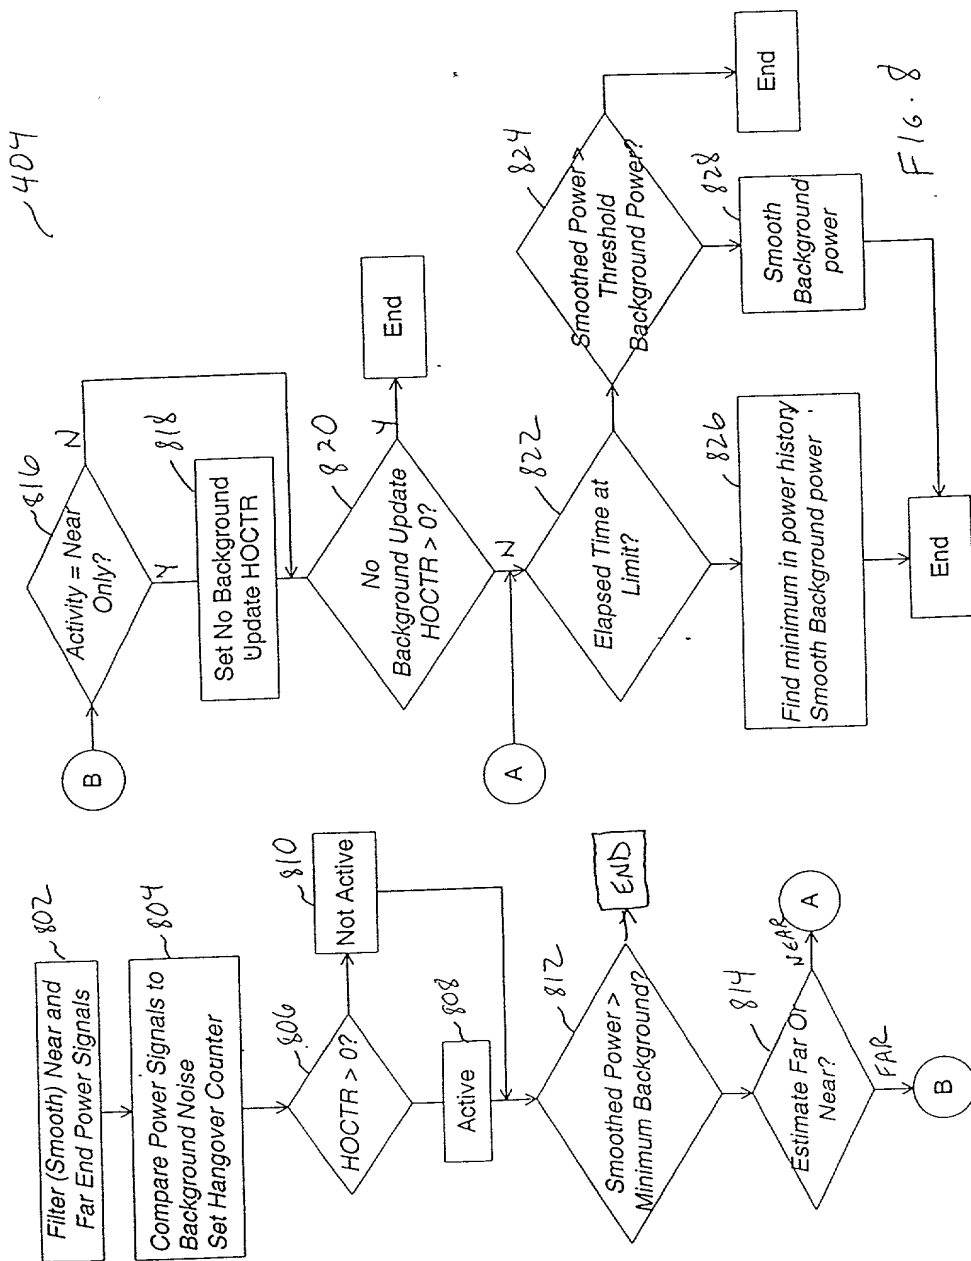 404
802
Filter (Smooth) Near and
Far End Power Signals
804
Compare Power Signals to
Background Noise
Set Hangover Counter
806
HOCTR > 0?
810
Not Active
808
Active
812
Smoothed Power >
Minimum Background?
END
814
Estimate Far Or
Near?
NEAR
A
FAR
B
B
816
Activity = Near
Only?
N
Y
818
Set No Background
Update HOCTR
820
No
Background Update
HOCTR > 0?
Y
End
N
A
822
Elapsed Time at
Limit?
824
Smoothed Power >
Threshold
Background Power?
End
826
Find minimum in power history
Smooth Background power
828
Smooth
Background
power
End
FIG. 8